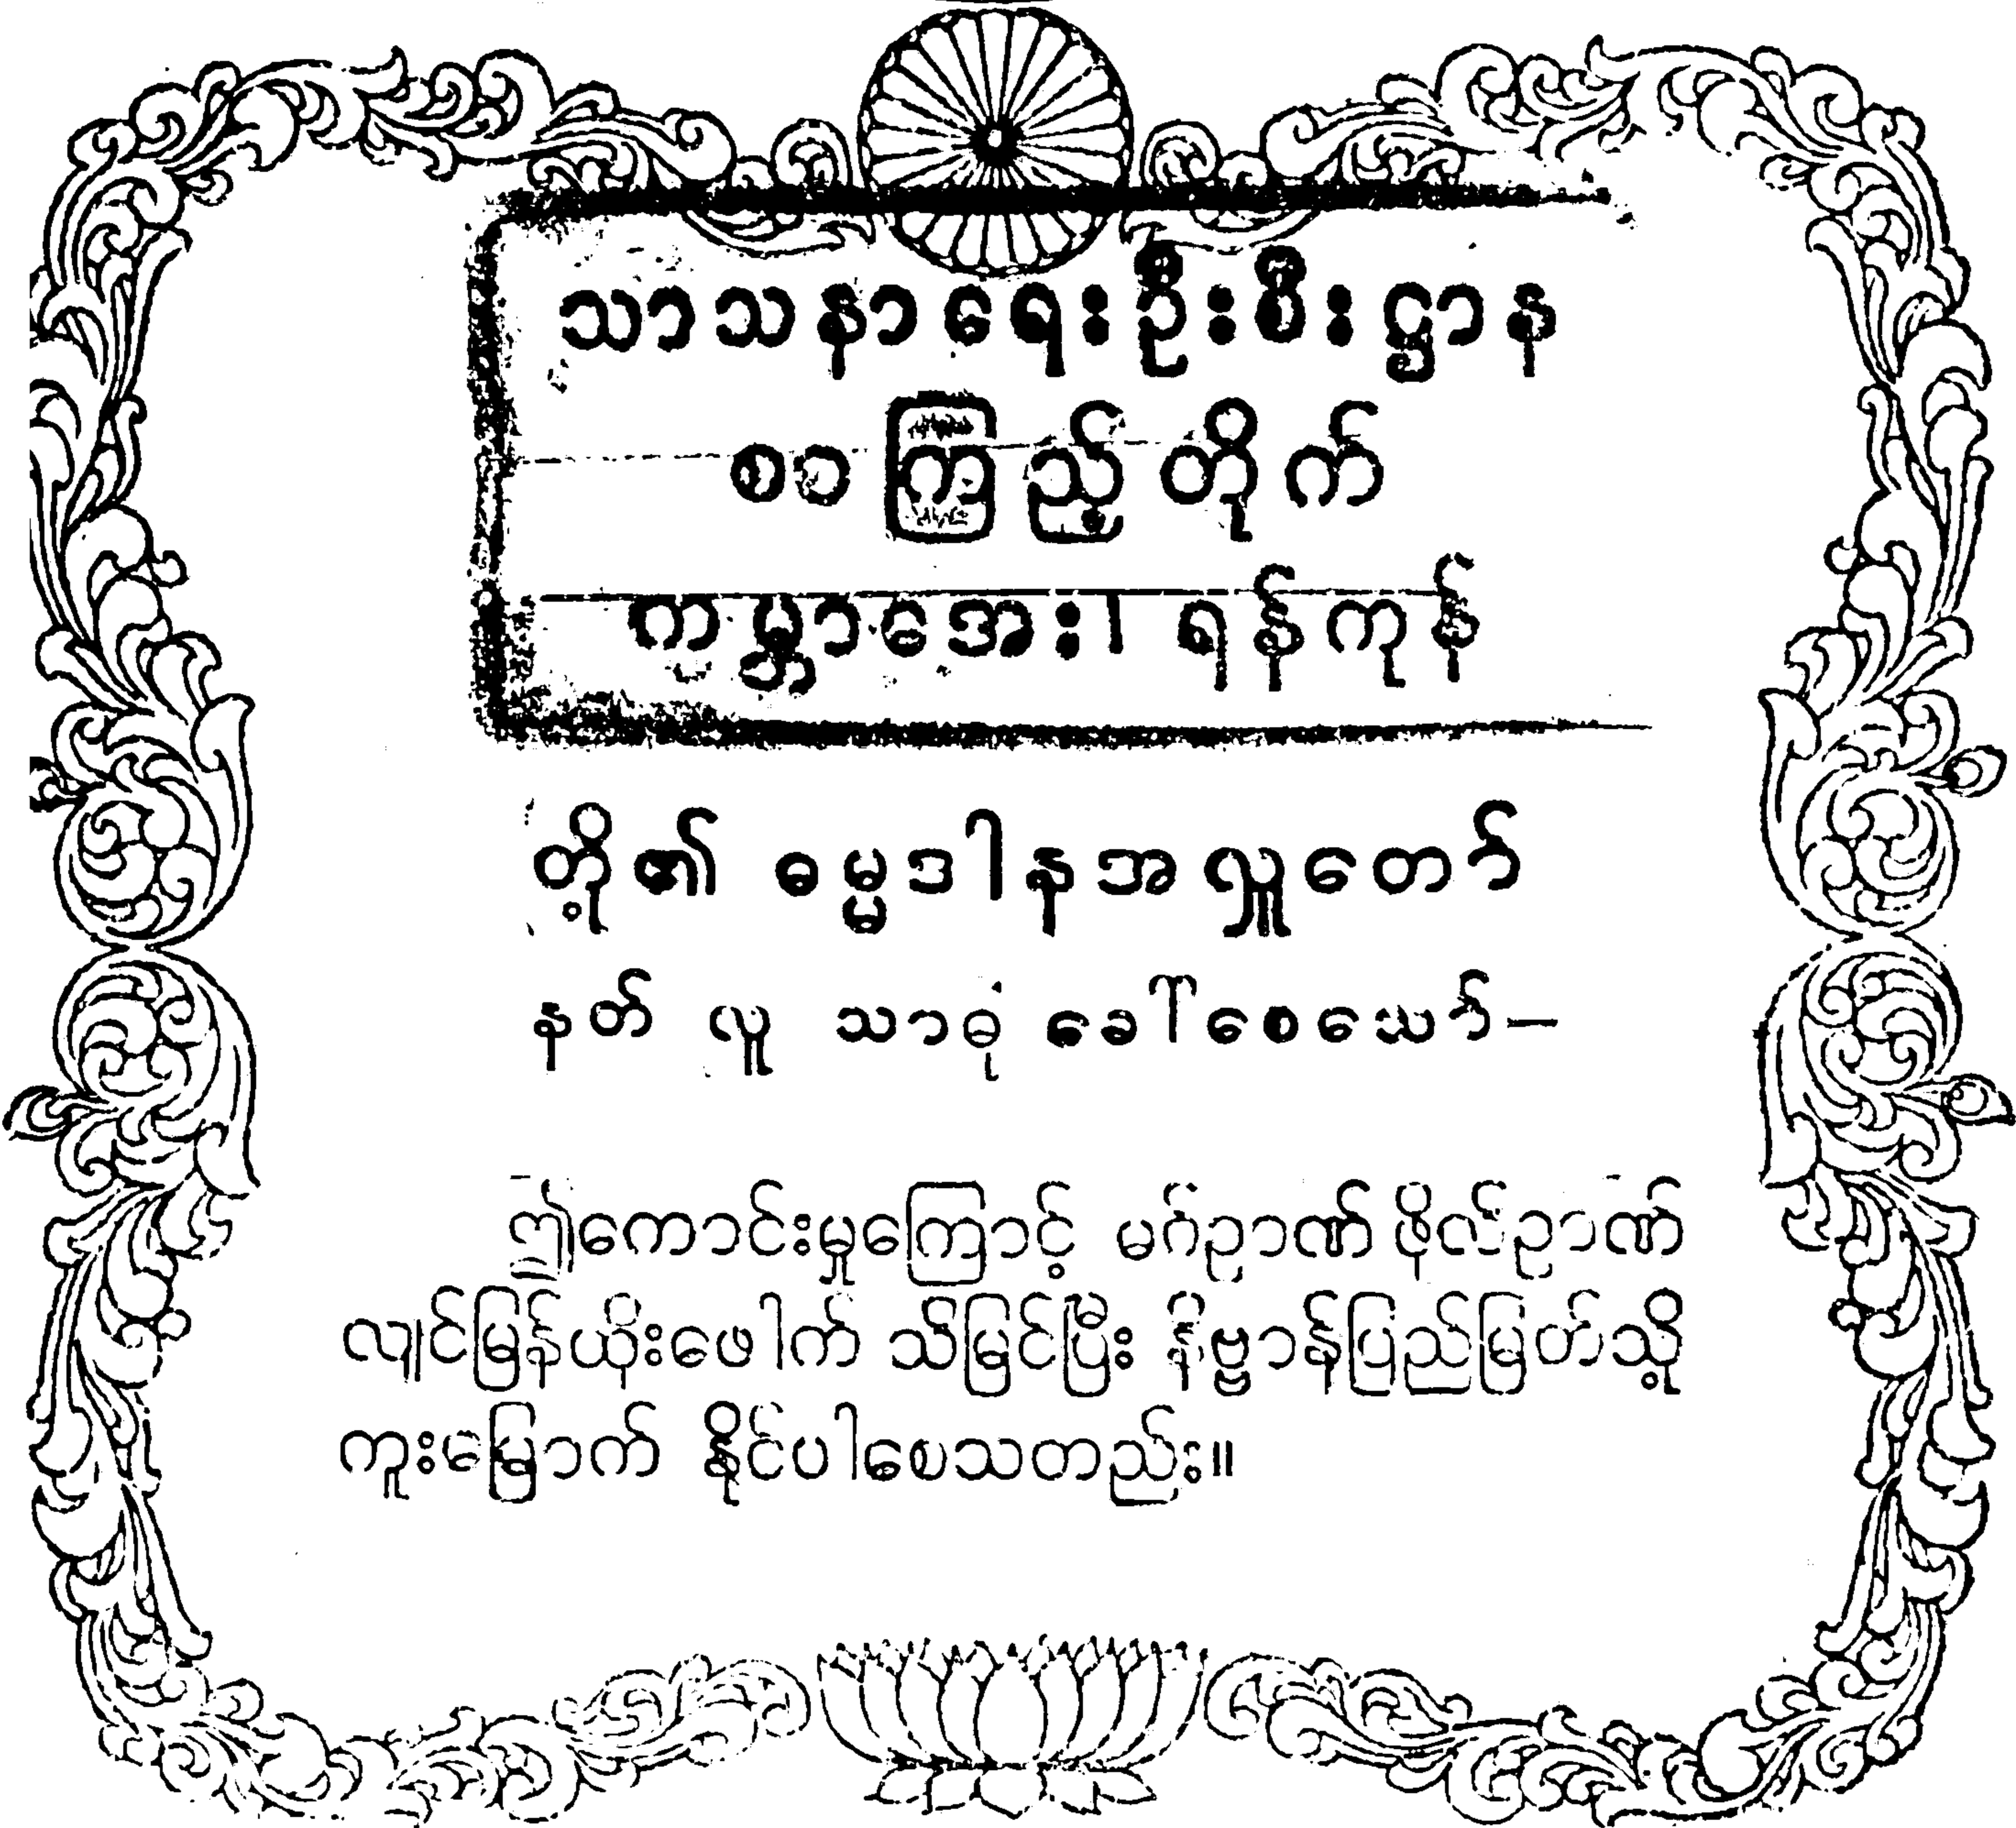 သာသနာရေးဦးစီးဌာန
စာကြည့်တိုက်
ကမ္ဘာအေး၊ ရန်ကုန်
တို့၏ ဓမ္မဒါနအလှူတော်
နတ် လူ သာဓု ခေါ်စေသော်—
ဤကောင်းမှုကြောင့် မဂ်ဉာဏ် ဖိုလ်ဉာဏ်
လျင်မြန်ထိုးဖေါက် သိမြင်ပြီး နိဗ္ဗာန်ပြည်မြတ်သို့
ကူးမြောက် နိုင်ပါစေသတည်း။